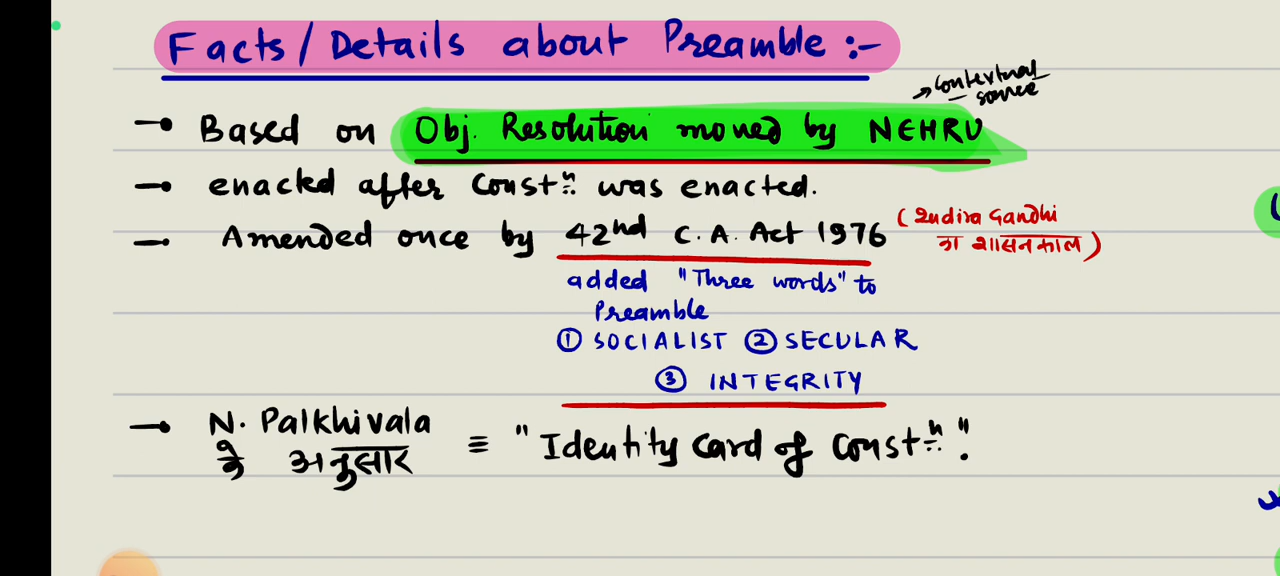 Facts/Details about Preamble :-
→ Contextual source
→ Based on Obj. Resolution moved by NEHRU
→ enacted after Constⁿ was enacted.
→ Amended once by 42nd C. A. Act 1976 (Indira Gandhi का शासनकाल)
added "Three words" to
Preamble
① SOCIALIST ② SECULAR
③ INTEGRITY
→ N. Palkhivala
के अनुसार ≡ "Identity Card of Constⁿ".